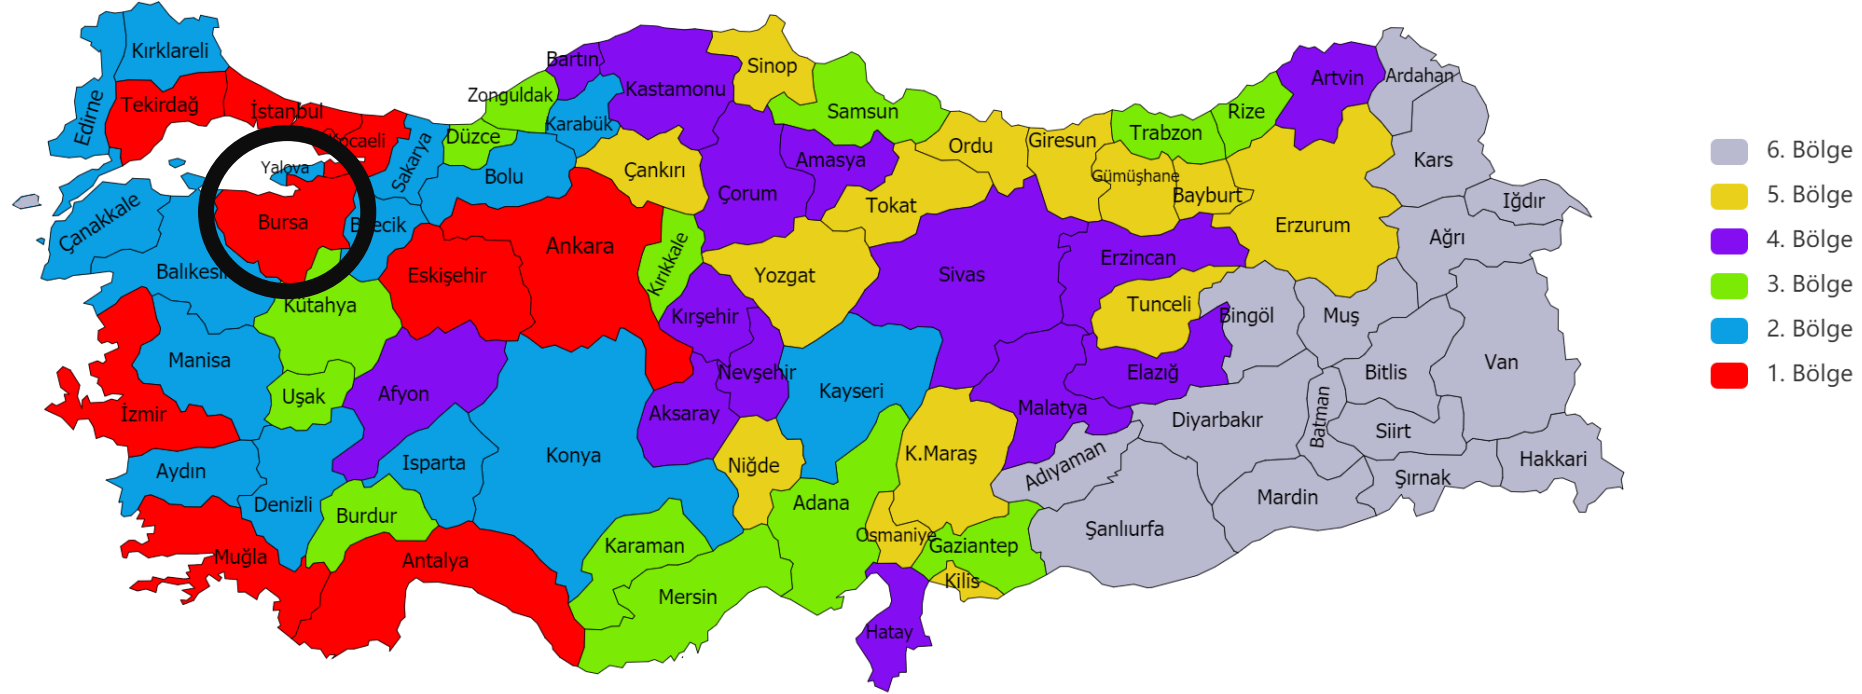 Kırklareli
Edirne
Tekirdağ
İstanbul
Kocaeli
Yalova
Sakarya
Düzce
Zonguldak
Bartın
Karabük
Kastamonu
Sinop
Samsun
Bolu
Çankırı
Çorum
Amasya
Ordu
Giresun
Trabzon
Rize
Artvin
Ardahan
Kars
Iğdır
Gümüşhane
Bayburt
Tokat
Çanakkale
Bursa
Bilecik
Balıkesir
Eskişehir
Ankara
Kırıkkale
Yozgat
Sivas
Erzincan
Erzurum
Ağrı
Kütahya
Kırşehir
Tunceli
Bingöl
Muş
Manisa
Uşak
Afyon
Nevşehir
Aksaray
Kayseri
Malatya
Elazığ
Bitlis
Van
İzmir
Aydın
Denizli
Isparta
Konya
Niğde
K.Maraş
Adıyaman
Diyarbakır
Batman
Siirt
Şırnak
Hakkari
Mardin
Şanlıurfa
Burdur
Muğla
Antalya
Karaman
Mersin
Adana
Osmaniye
Gaziantep
Kilis
Hatay
6. Bölge
5. Bölge
4. Bölge
3. Bölge
2. Bölge
1. Bölge